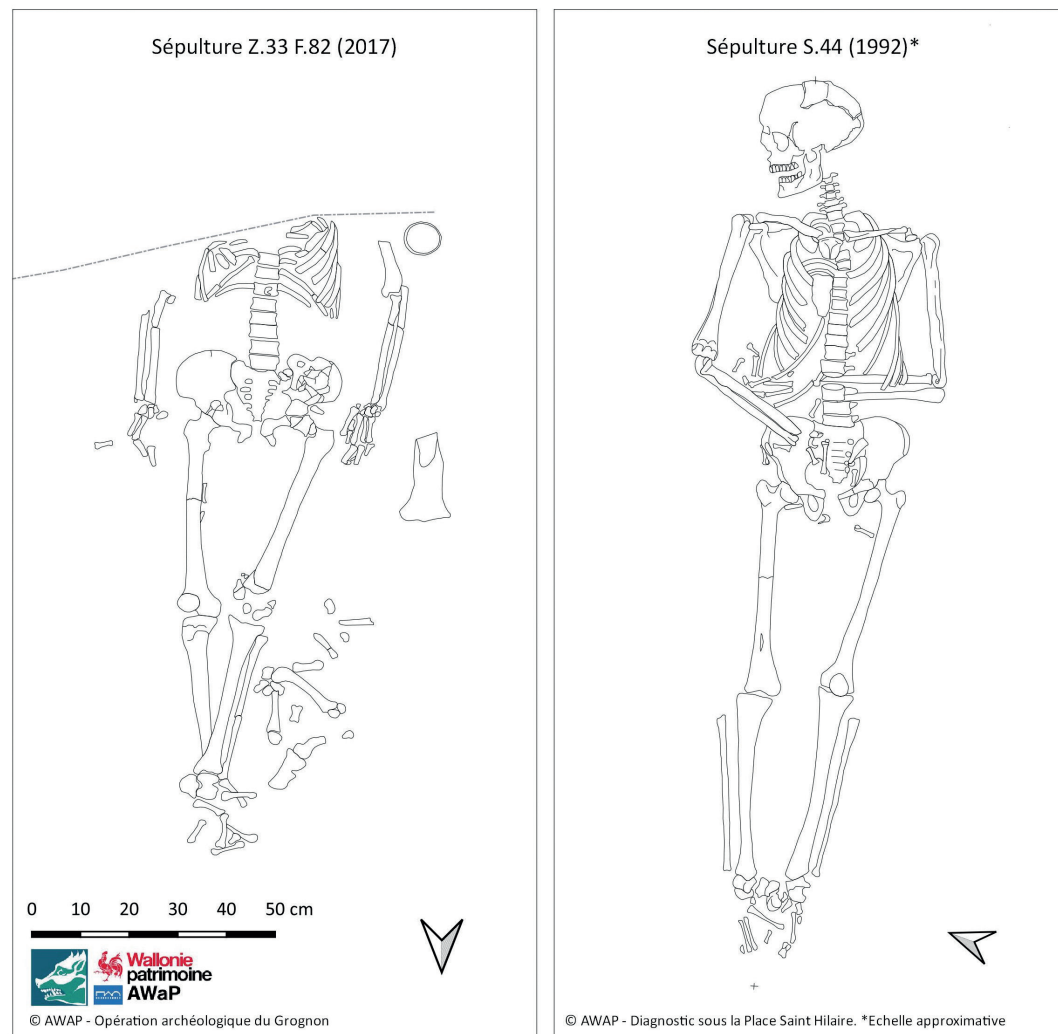 Sépulture Z.33 F.82 (2017)
Sépulture S.44 (1992)*
0 10 20 30 40 50 cm
Wallonie
patrimoine
AWaP
© AWAP - Opération archéologique du Grognon
© AWAP - Diagnostic sous la Place Saint Hilaire. *Echelle approximative